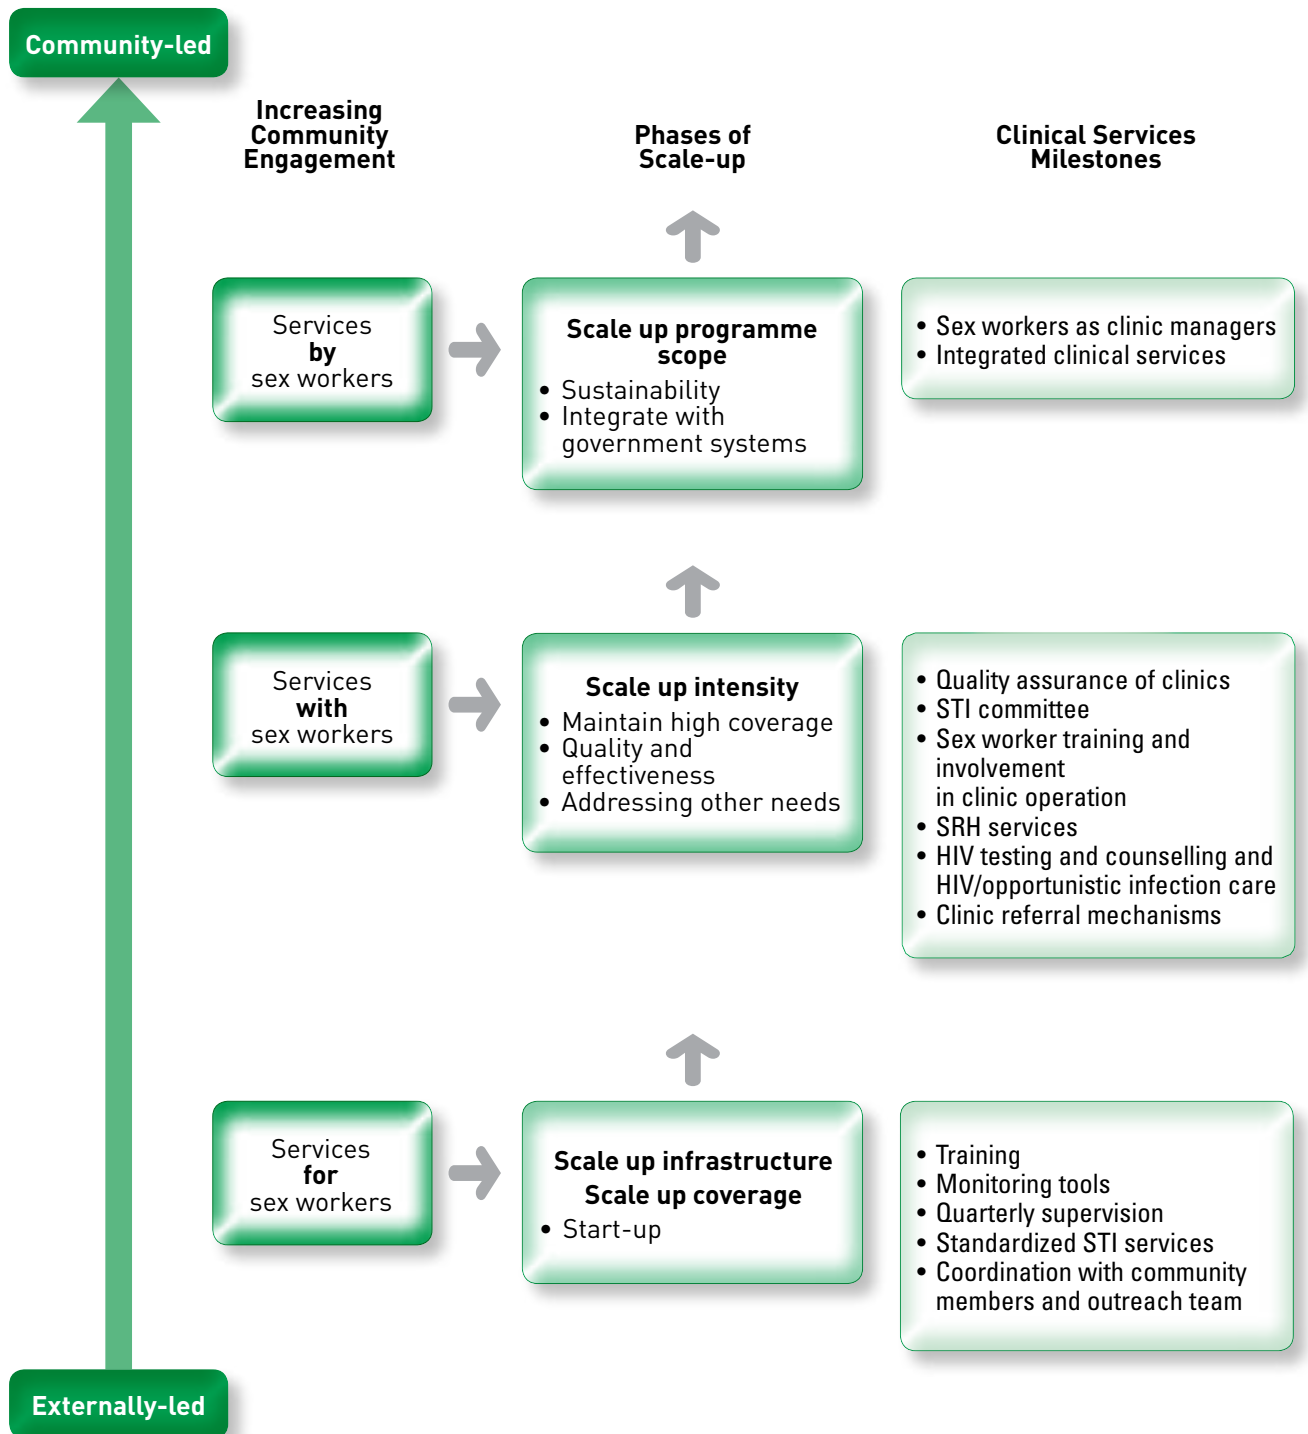 Community-led
Increasing
Community
Engagement
Phases of
Scale-up
Clinical Services
Milestones
Services
by
sex workers
Scale up programme
scope
• Sustainability
• Integrate with
government systems
• Sex workers as clinic managers
• Integrated clinical services
Services
with
sex workers
Scale up intensity
• Maintain high coverage
• Quality and
effectiveness
• Addressing other needs
• Quality assurance of clinics
• STI committee
• Sex worker training and
involvement
in clinic operation
• SRH services
• HIV testing and counselling and
HIV/opportunistic infection care
• Clinic referral mechanisms
Services
for
sex workers
Scale up infrastructure
Scale up coverage
• Start-up
• Training
• Monitoring tools
• Quarterly supervision
• Standardized STI services
• Coordination with community
members and outreach team
Externally-led